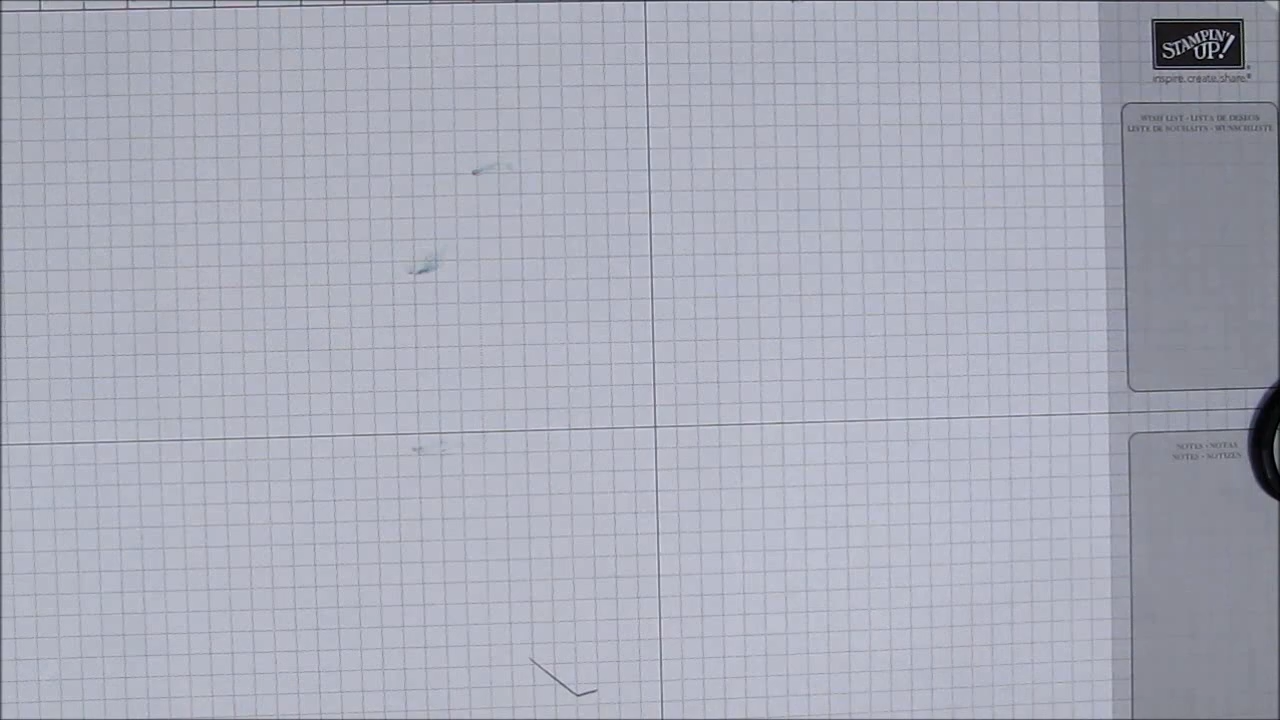 STAMPIN' UP!®
inspire.create.share.®
WISH LIST • LISTA DE DESEOS
LISTE DE SOUHAITS • WUNSCHLISTE
NOTES • NOTAS
NOTES • NOTIZEN